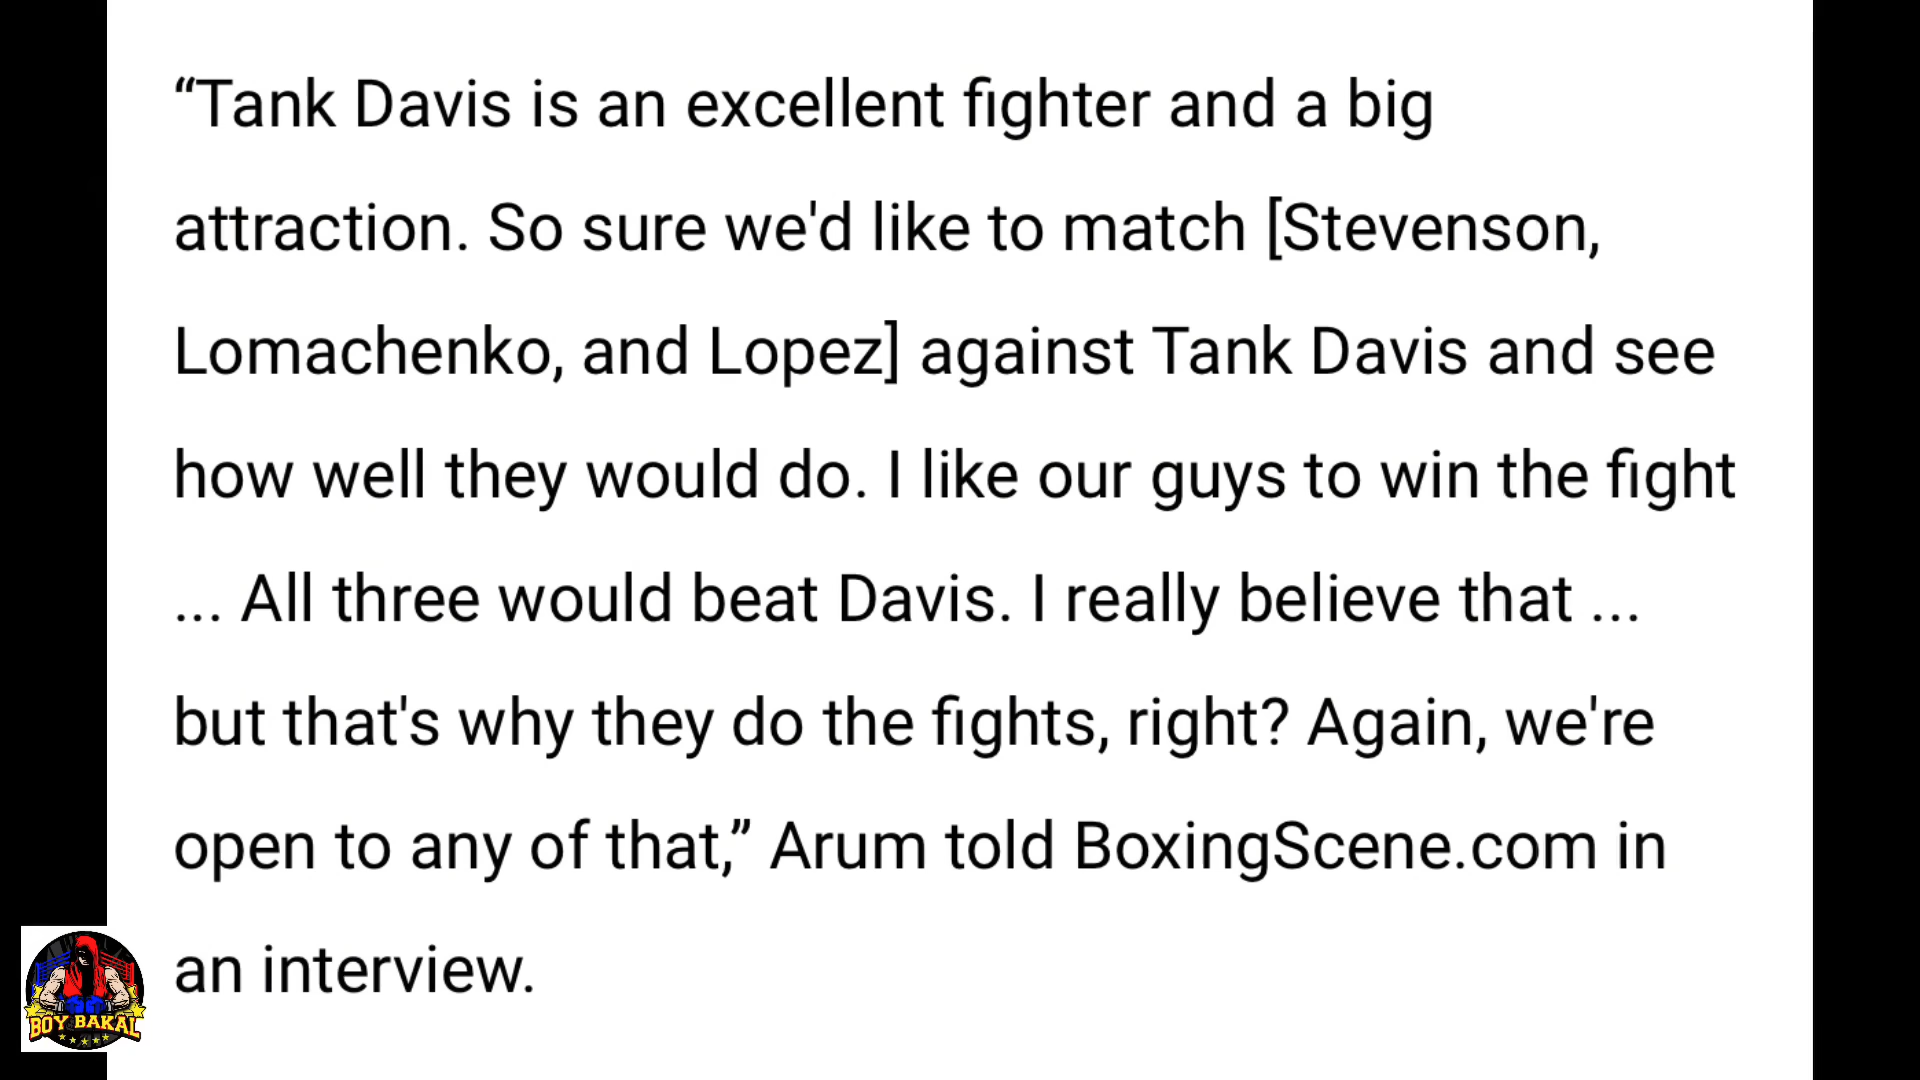 “Tank Davis is an excellent fighter and a big
attraction. So sure we'd like to match [Stevenson,
Lomachenko, and Lopez] against Tank Davis and see
how well they would do. I like our guys to win the fight
... All three would beat Davis. I really believe that ...
but that's why they do the fights, right? Again, we're
open to any of that,” Arum told BoxingScene.com in
an interview.
BOY BAKAL